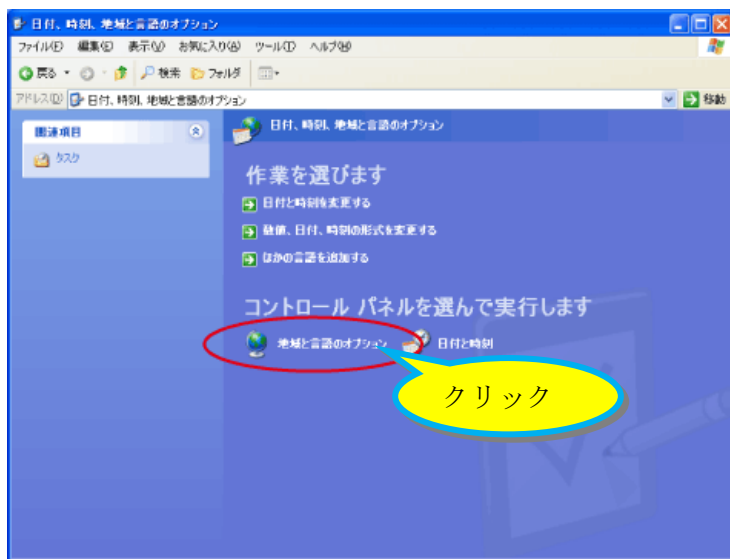 日付、時刻、地域と言語のオプション
ファイル(F) 編集(E) 表示(V) お気に入り(A) ツール(T) ヘルプ(H)
戻る 検索 フォルダ
アドレス(D) 日付、時刻、地域と言語のオプション 移動
関連項目
タスク
日付、時刻、地域と言語のオプション
作業を選びます
日付と時刻を変更する
数値、日付、時刻の形式を変更する
ほかの言語を追加する
コントロール パネルを選んで実行します
地域と言語のオプション 日付と時刻
クリック